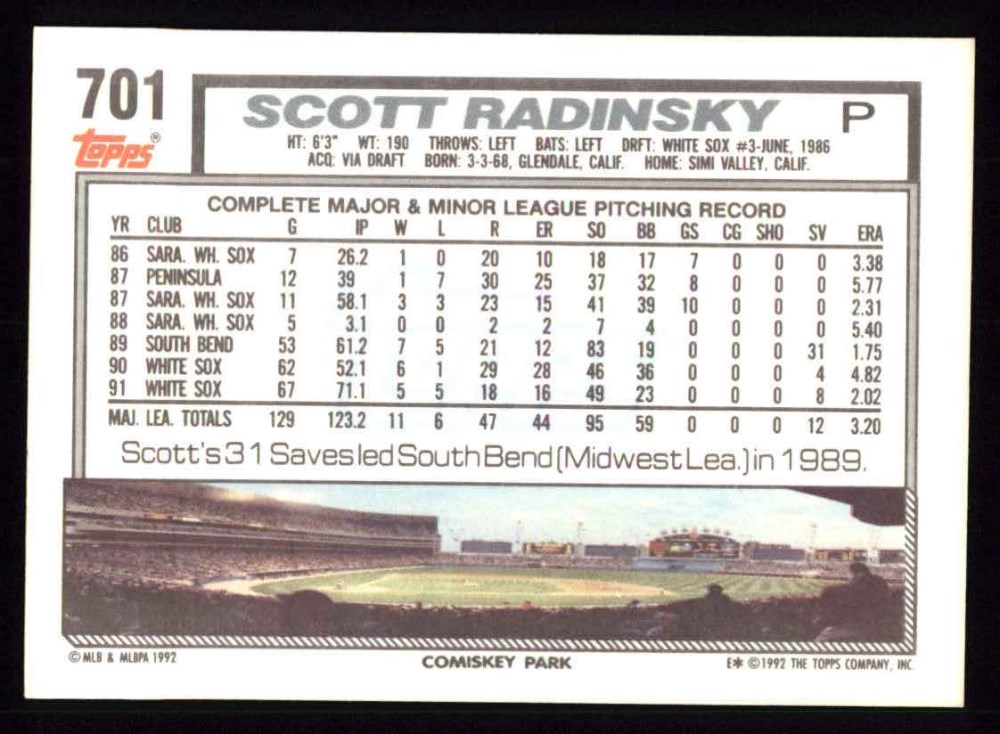 701
Topps®
SCOTT RADINSKY P
HT: 6'3" WT: 190 THROWS: LEFT BATS: LEFT DRFT: WHITE SOX #3-JUNE, 1986
ACQ: VIA DRAFT BORN: 3-3-68, GLENDALE, CALIF. HOME: SIMI VALLEY, CALIF.
COMPLETE MAJOR & MINOR LEAGUE PITCHING RECORD
YR CLUB G IP W L R ER SO BB GS CG SHO SV ERA
86 SARA. WH. SOX 7 26.2 1 0 20 10 18 17 7 0 0 0 3.38
87 PENINSULA 12 39 1 7 30 25 37 32 8 0 0 0 5.77
87 SARA. WH. SOX 11 58.1 3 3 23 15 41 39 10 0 0 0 2.31
88 SARA. WH. SOX 5 3.1 0 0 2 2 7 4 0 0 0 0 5.40
89 SOUTH BEND 53 61.2 7 5 21 12 83 19 0 0 0 31 1.75
90 WHITE SOX 62 52.1 6 1 29 28 46 36 0 0 0 4 4.82
91 WHITE SOX 67 71.1 5 5 18 16 49 23 0 0 0 8 2.02
MAJ. LEA. TOTALS 129 123.2 11 6 47 44 95 59 0 0 0 12 3.20
Scott's 31 Saves led South Bend (Midwest Lea.) in 1989.
© MLB & MLBPA 1992
COMISKEY PARK
E* ©1992 THE TOPPS COMPANY, INC.